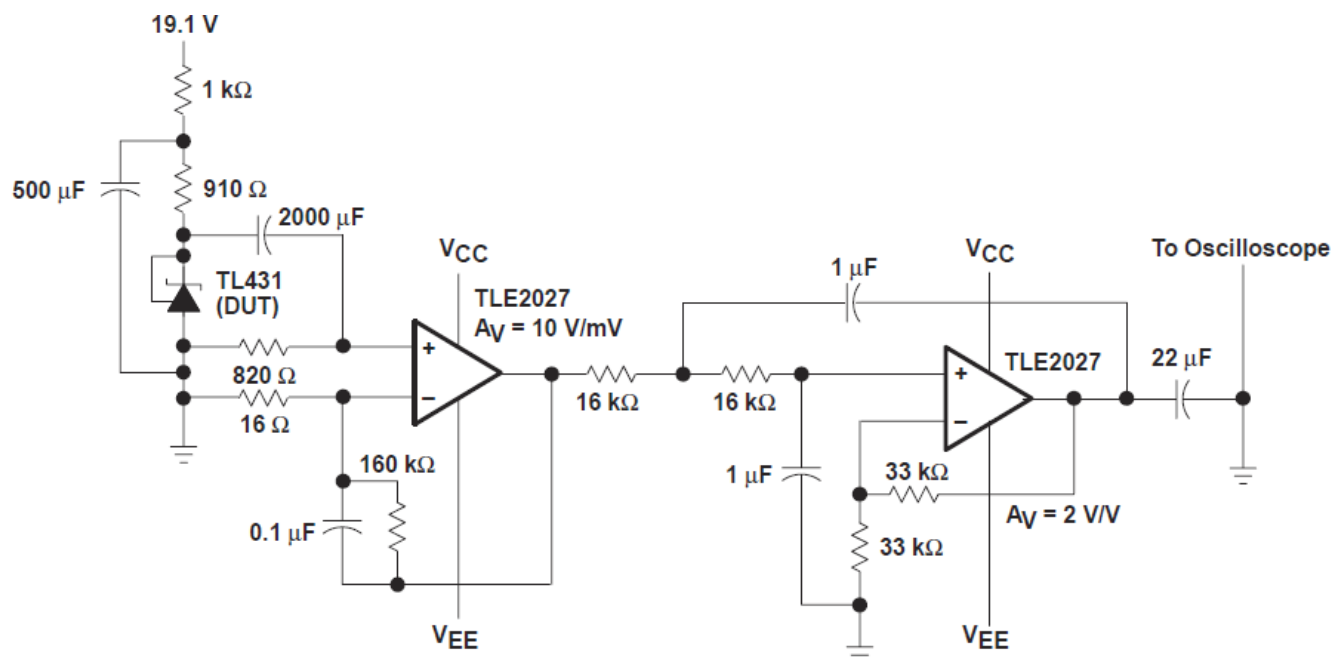 19.1 V
1 kΩ
500 μF
910 Ω
2000 μF
TL431
(DUT)
820 Ω
16 Ω
160 kΩ
0.1 μF
VCC
TLE2027
AV = 10 V/mV
+
−
VEE
16 kΩ
16 kΩ
1 μF
1 μF
VCC
TLE2027
+
−
33 kΩ
AV = 2 V/V
33 kΩ
VEE
22 μF
To Oscilloscope